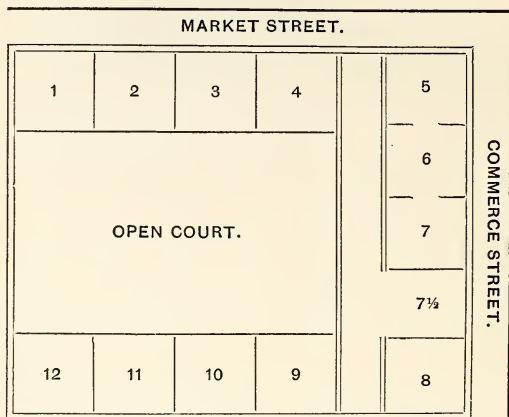 MARKET STREET.
1 2 3 4 5
6
OPEN COURT.
7
COMMERCE STREET.
7½
12 11 10 9 8